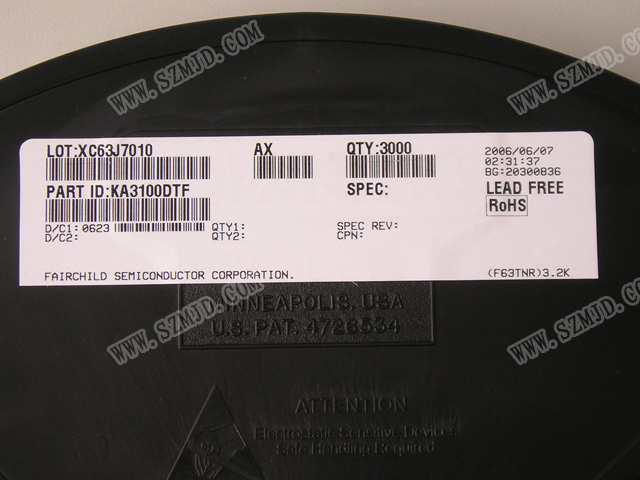 WWW.SZMJD.COM
WWW.SZMJD.COM
LOT:XC63J7010 AX QTY:3000 2006/06/07
02:31:37
BG:20300836
PART ID:KA3100DTF SPEC: LEAD FREE
RoHS
D/C1:0623 QTY1: SPEC REV:
D/C2: QTY2: CPN:
FAIRCHILD SEMICONDUCTOR CORPORATION. (F63TNR)3.2K
MINNEAPOLIS, USA
U.S. PAT. 4726534
WWW.SZMJD.COM
WWW.SZMJD.COM
ATTENTION
Electrostatic Sensitive Devices
Safe Handling Required